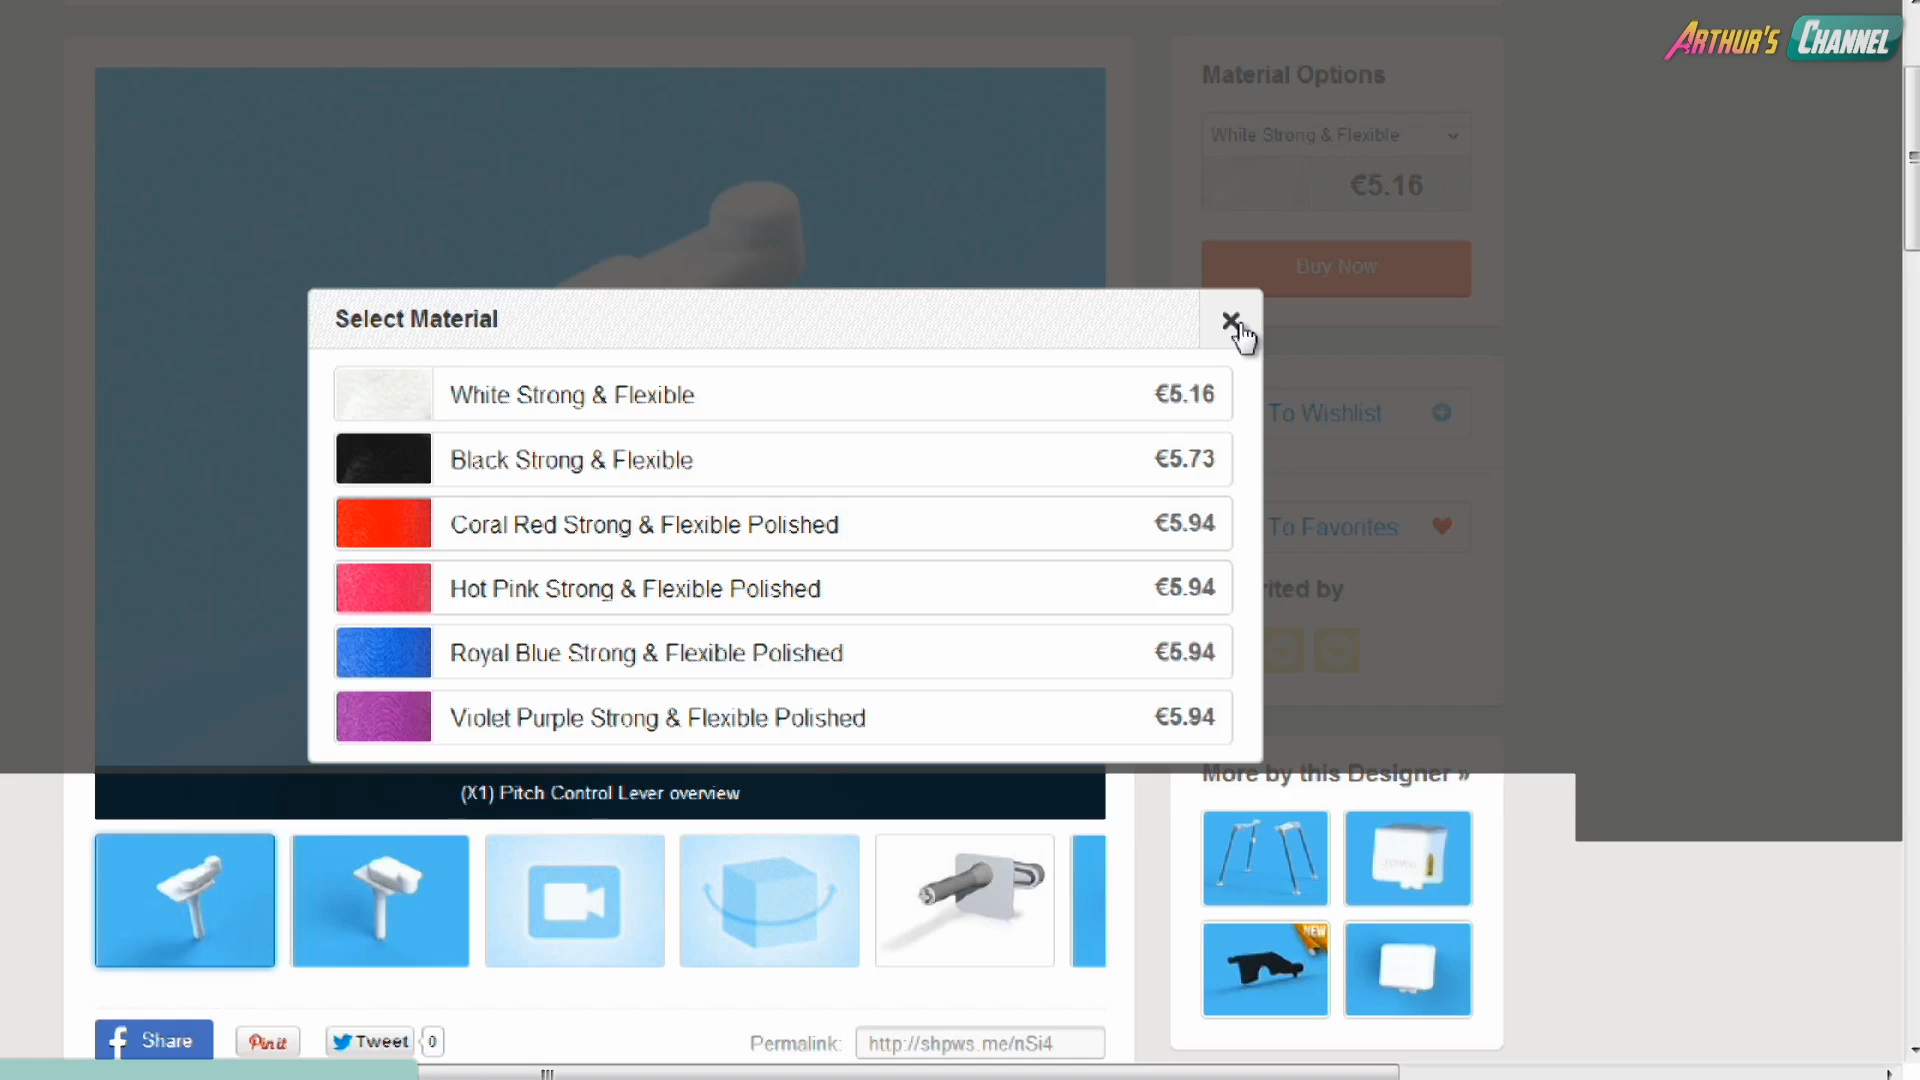 ARTHUR'S CHANNEL
Material Options
White Strong & Flexible
€5.16
Buy Now
Select Material
White Strong & Flexible €5.16
Black Strong & Flexible €5.73
Coral Red Strong & Flexible Polished €5.94
Hot Pink Strong & Flexible Polished €5.94
Royal Blue Strong & Flexible Polished €5.94
Violet Purple Strong & Flexible Polished €5.94
To Wishlist
To Favorites
rited by
(X1) Pitch Control Lever overview
More by this Designer »
NEW
Share
Pin it
Tweet 0
Permalink: http://shpws.me/nSi4